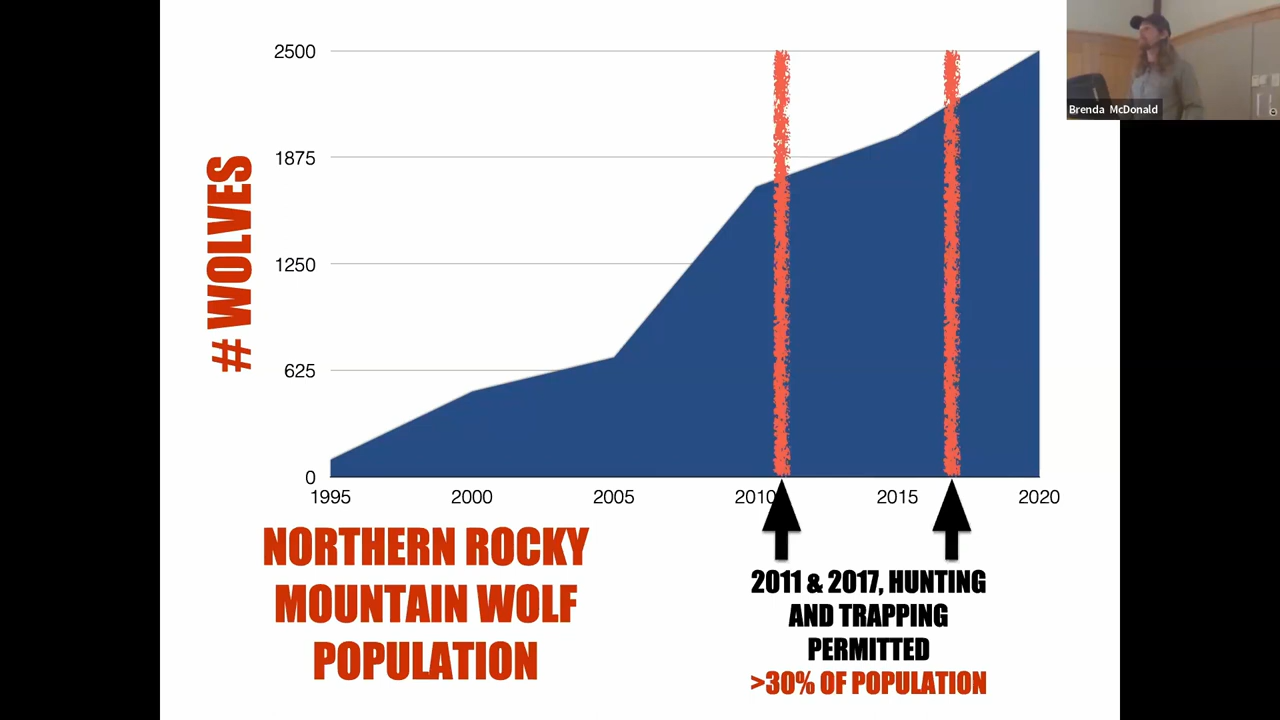 2500
1875
1250
625
0
# WOLVES
1995
2000
2005
2010
2015
2020
NORTHERN ROCKY
MOUNTAIN WOLF
POPULATION
2011 & 2017, HUNTING
AND TRAPPING
PERMITTED
>30% OF POPULATION
Brenda McDonald